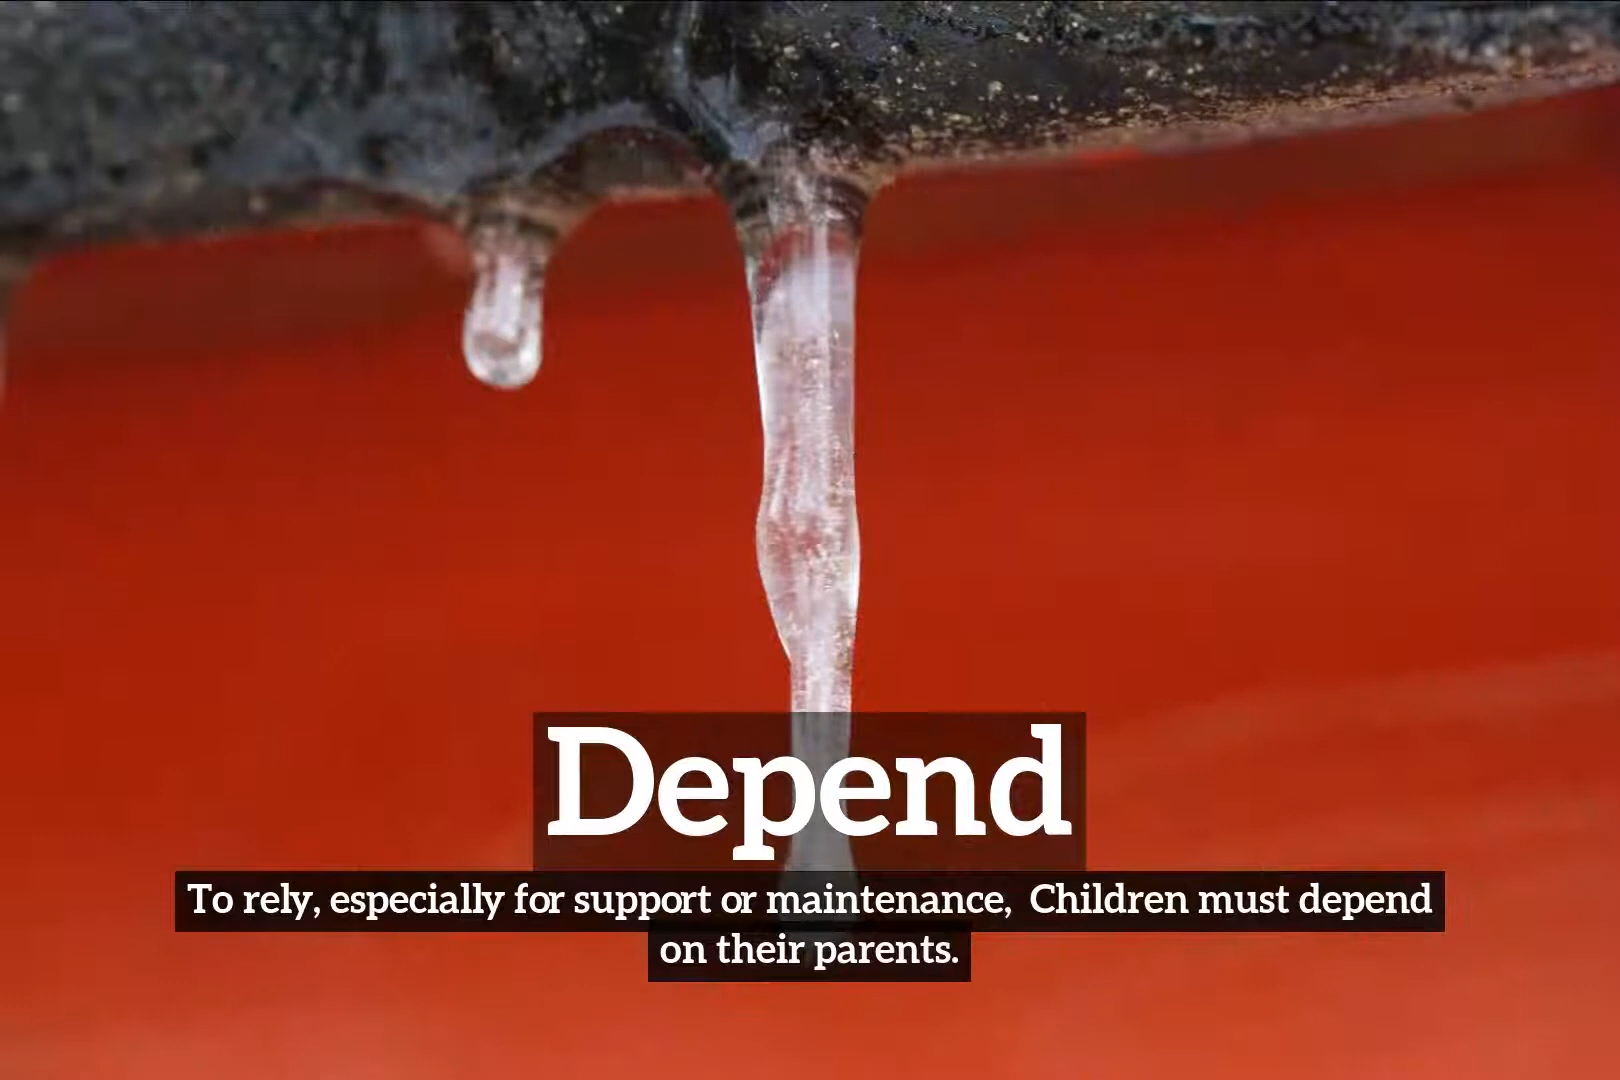 Depend
To rely, especially for support or maintenance,  Children must depend
on their parents.